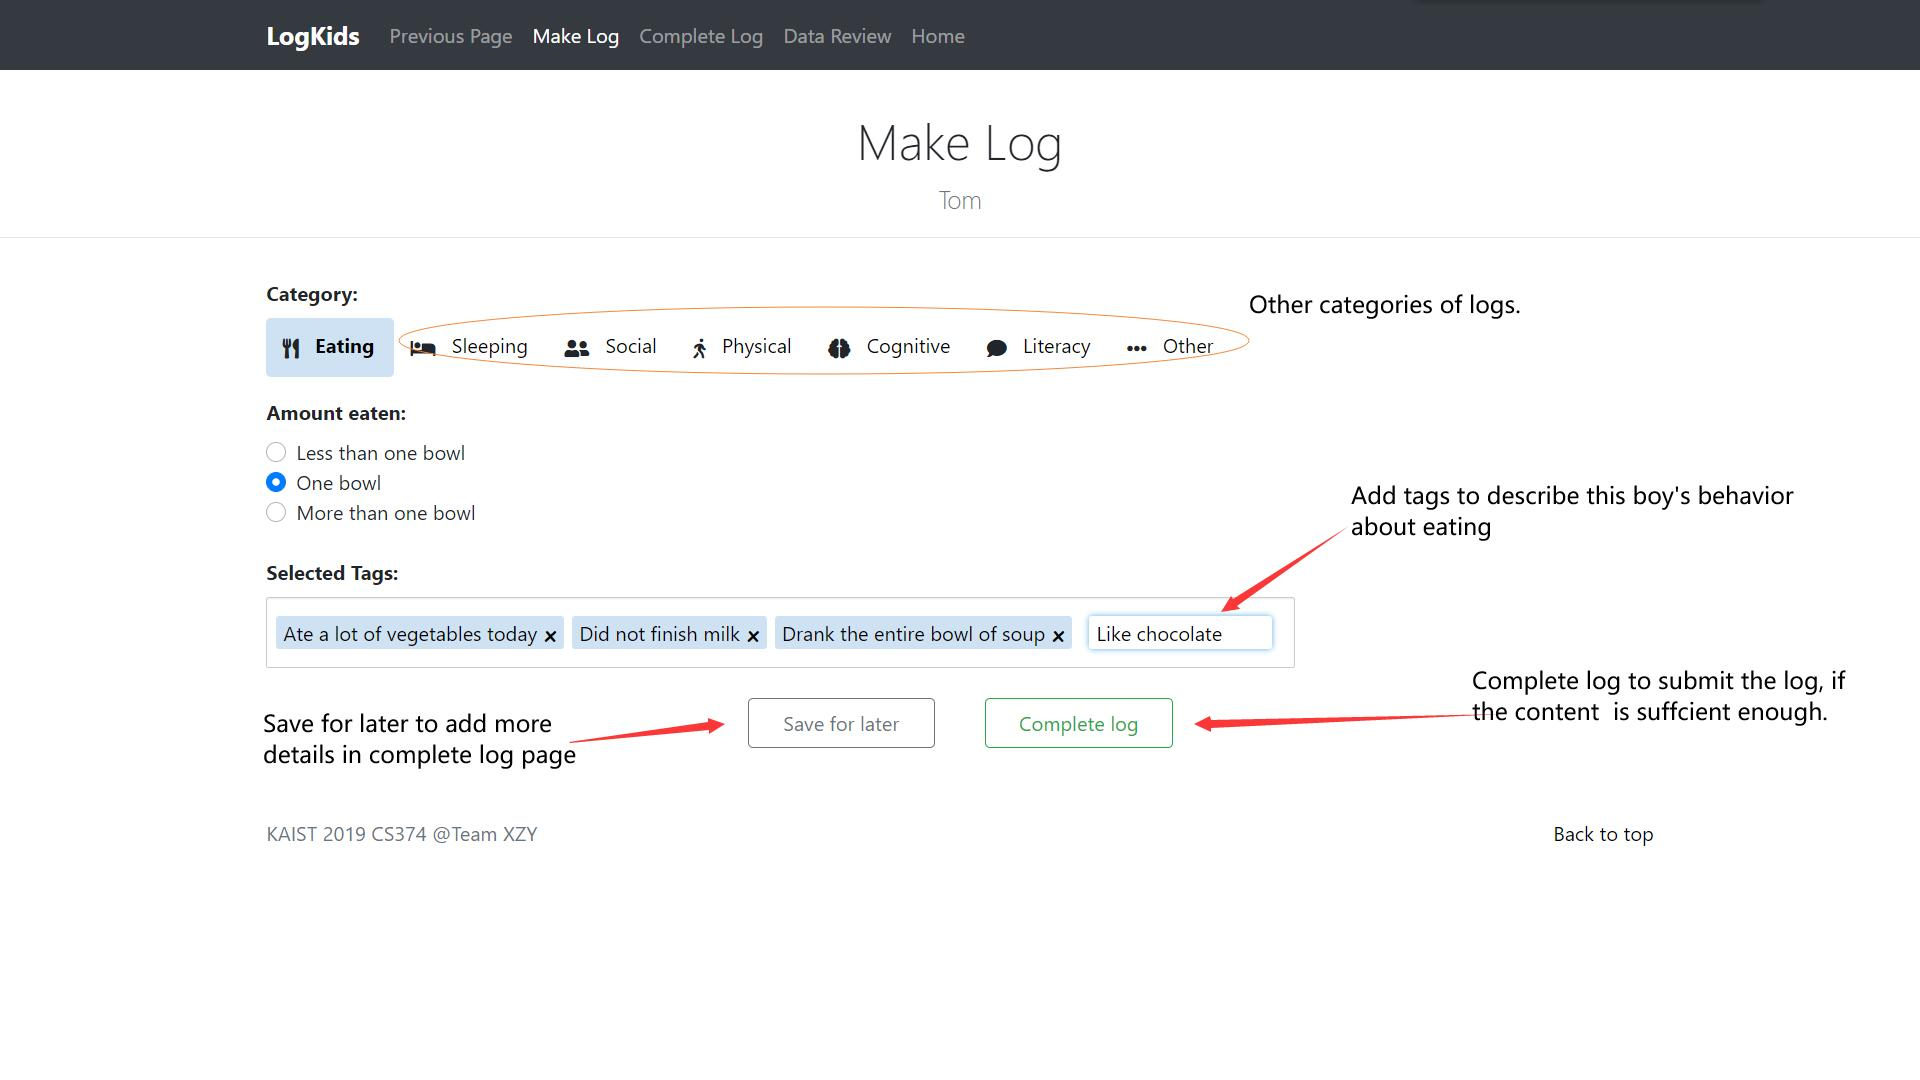 LogKids Previous Page Make Log Complete Log Data Review Home
Make Log
Tom
Category:
Other categories of logs.
Eating Sleeping Social Physical Cognitive Literacy Other
Amount eaten:
Less than one bowl
One bowl
More than one bowl
Add tags to describe this boy's behavior
about eating
Selected Tags:
Ate a lot of vegetables today × Did not finish milk × Drank the entire bowl of soup × Like chocolate
Complete log to submit the log, if
the content is suffcient enough.
Save for later to add more
details in complete log page
Save for later
Complete log
KAIST 2019 CS374 @Team XZY
Back to top